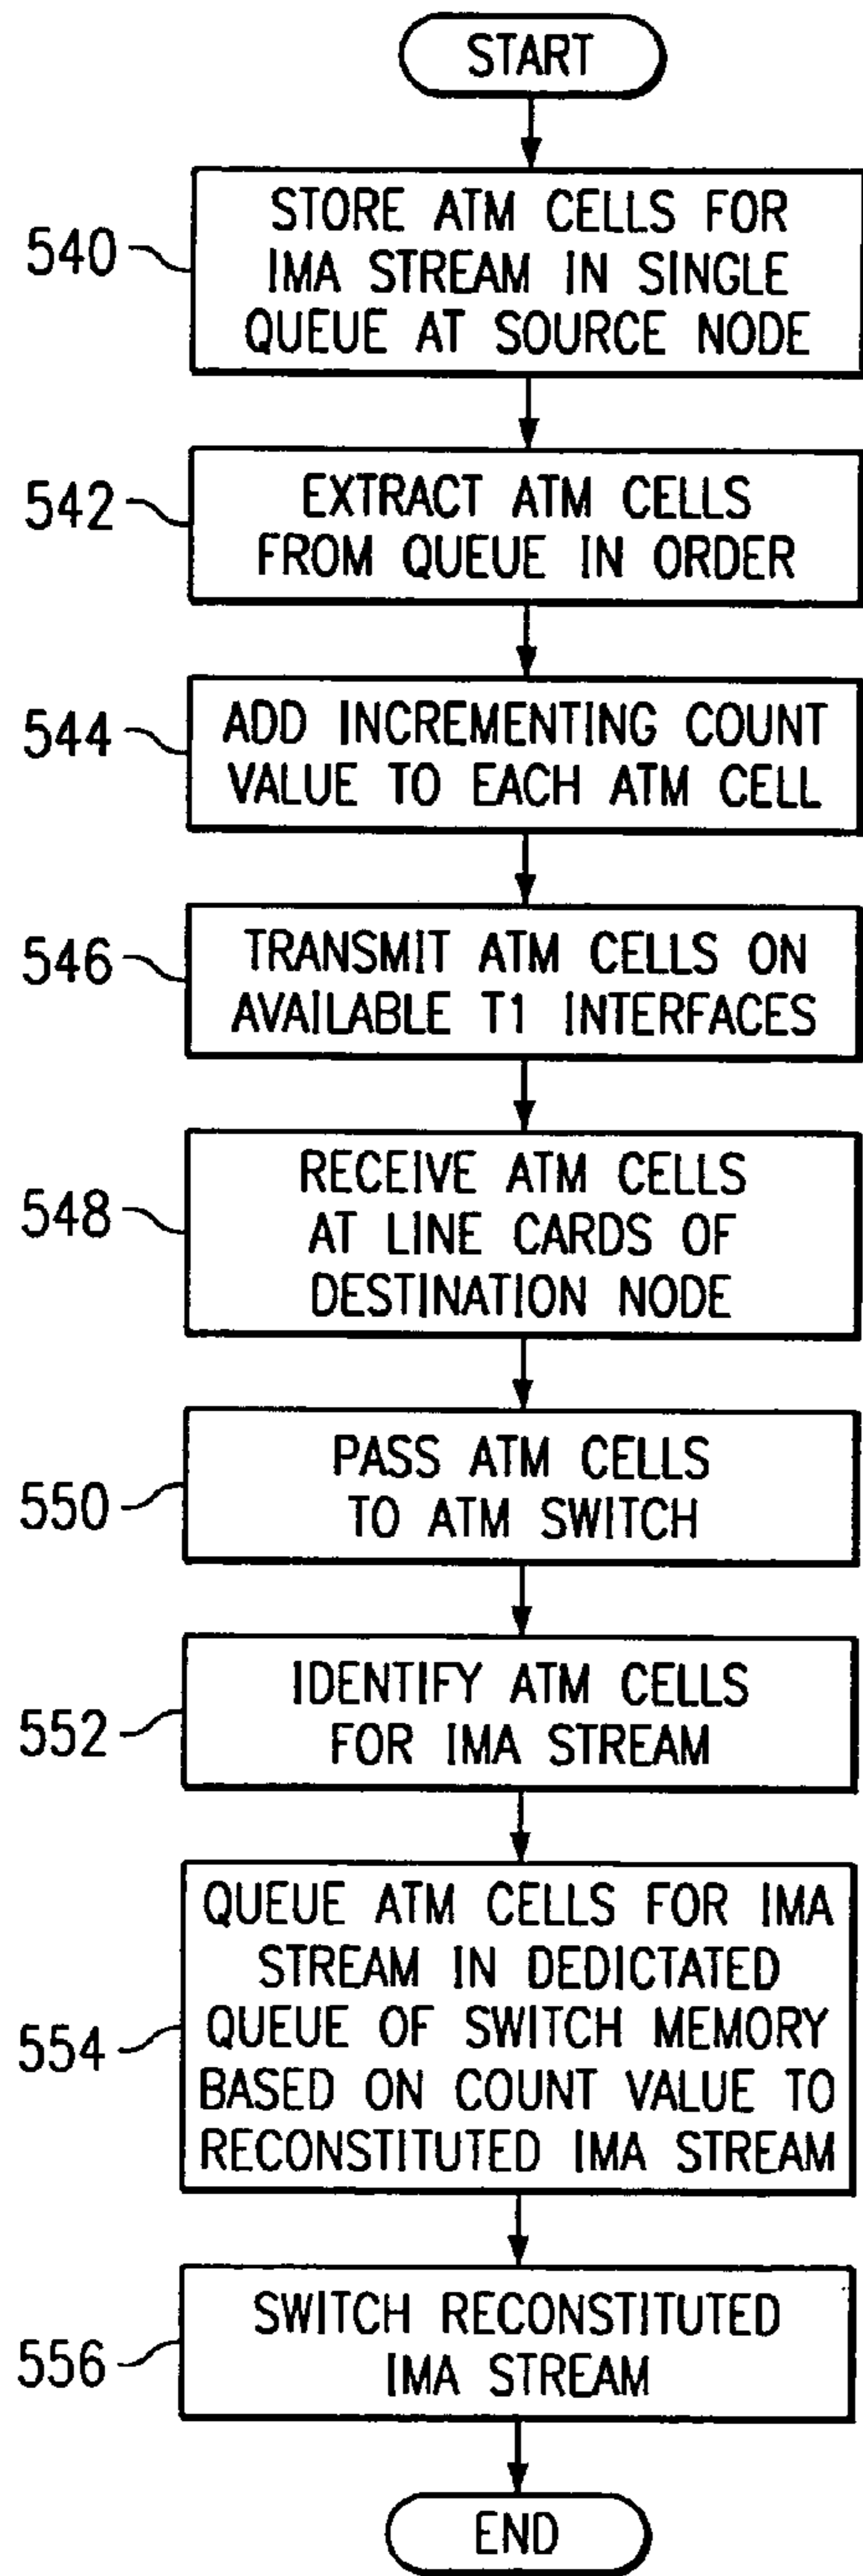 START
540
STORE ATM CELLS FOR
IMA STREAM IN SINGLE
QUEUE AT SOURCE NODE
542
EXTRACT ATM CELLS
FROM QUEUE IN ORDER
544
ADD INCREMENTING COUNT
VALUE TO EACH ATM CELL
546
TRANSMIT ATM CELLS ON
AVAILABLE T1 INTERFACES
548
RECEIVE ATM CELLS
AT LINE CARDS OF
DESTINATION NODE
550
PASS ATM CELLS
TO ATM SWITCH
552
IDENTIFY ATM CELLS
FOR IMA STREAM
554
QUEUE ATM CELLS FOR IMA
STREAM IN DEDICTATED
QUEUE OF SWITCH MEMORY
BASED ON COUNT VALUE TO
RECONSTITUTED IMA STREAM
556
SWITCH RECONSTITUTED
IMA STREAM
END